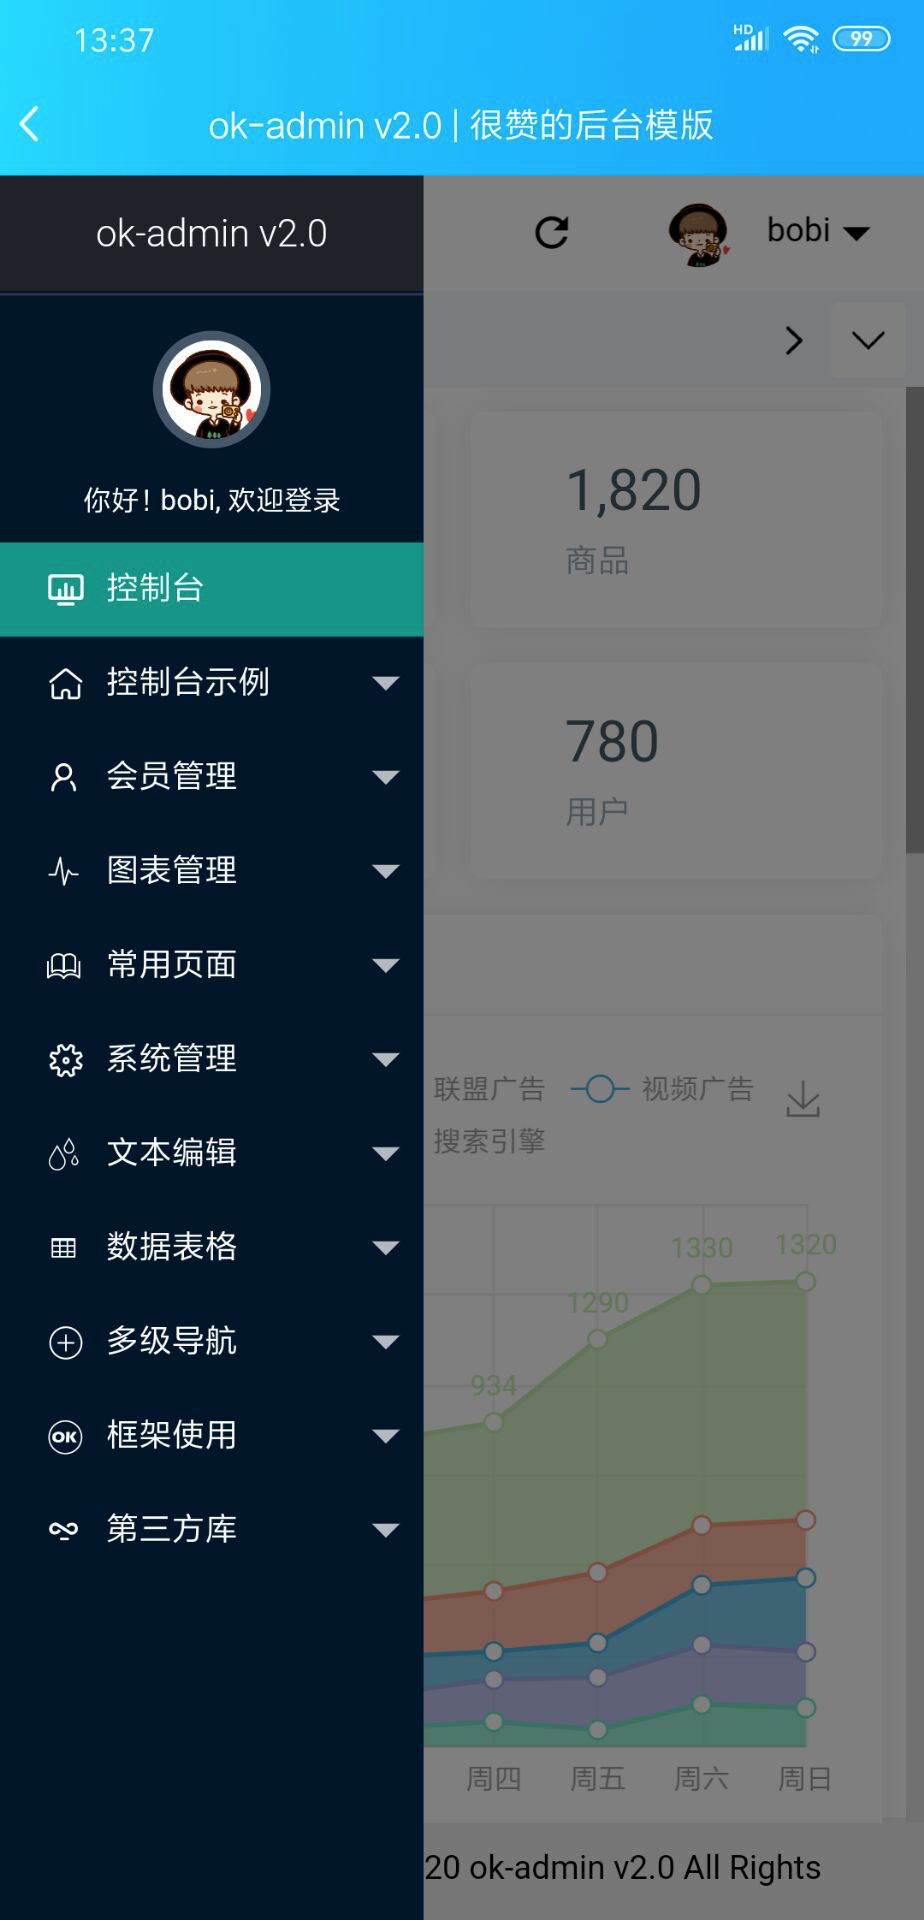 13:37
HD
99
ok-admin v2.0 | 很赞的后台模版
ok-admin v2.0
bobi
你好! bobi, 欢迎登录
控制台
控制台示例
会员管理
图表管理
常用页面
系统管理
文本编辑
数据表格
多级导航
OK 框架使用
第三方库
1,820
商品
780
用户
联盟广告 视频广告
搜索引擎
1330 1320
1290
934
周四 周五 周六 周日
20 ok-admin v2.0 All Rights